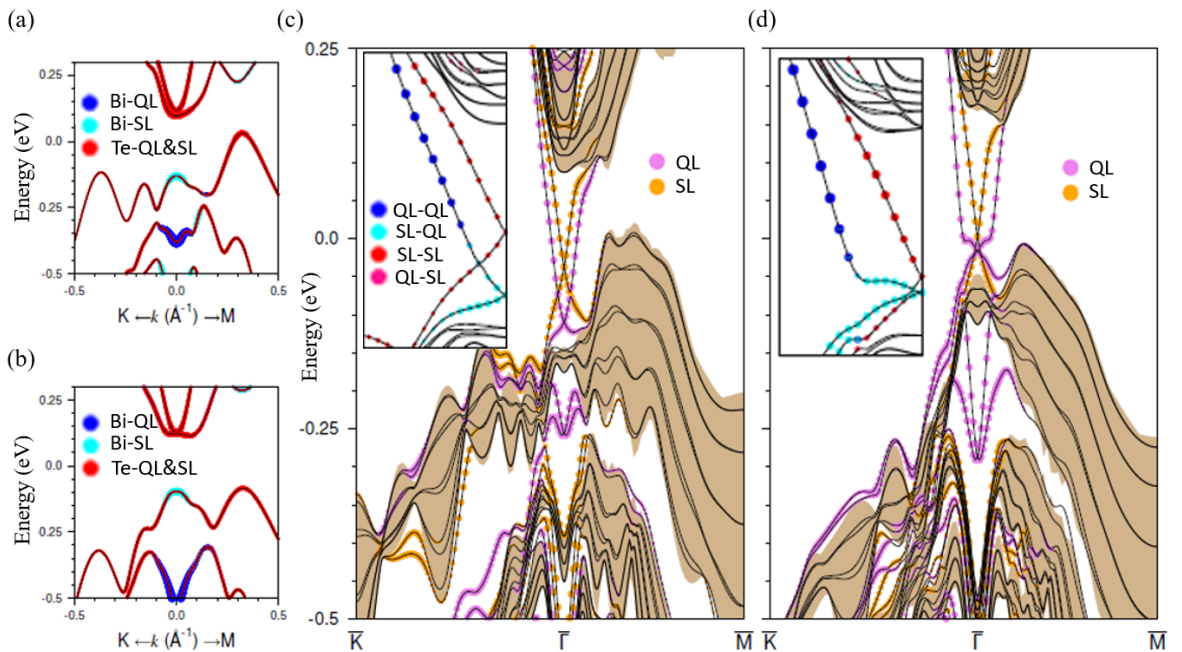 (a)
0.25
0.0
0.25
-0.5
Energy (eV)
Bi-QL
Bi-SL
Te-QL&SL
-0.5
0.0
0.5
K ←k (Å⁻¹) →M
(b)
0.25
0.0
0.25
-0.5
Energy (eV)
Bi-QL
Bi-SL
Te-QL&SL
-0.5
0.0
0.5
K ←k (Å⁻¹) →M
(c)
0.25
0.0
-0.25
-0.5
Energy (eV)
QL-QL
SL-QL
SL-SL
QL-SL
QL
SL
K̅
Γ̅
M̅
(d)
QL
SL
K̅
Γ̅
M̅